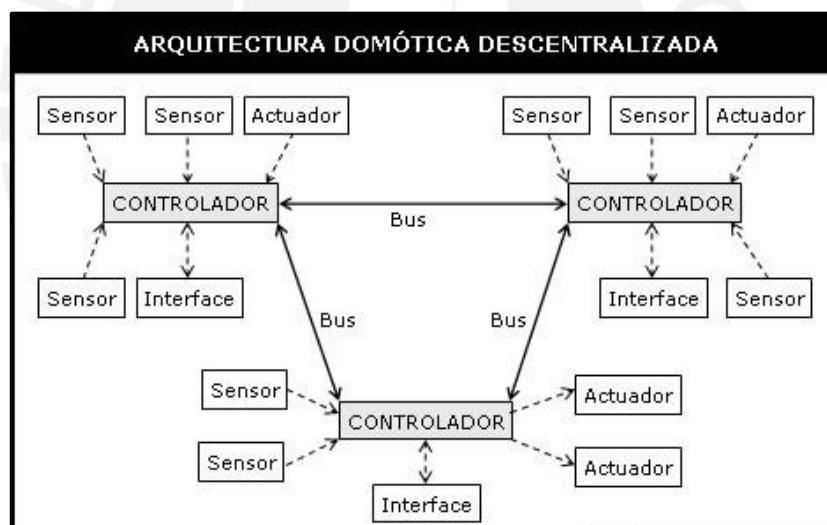 ARQUITECTURA DOMÓTICA DESCENTRALIZADA
Sensor
Sensor
Actuador
Sensor
Sensor
Actuador
CONTROLADOR
CONTROLADOR
Bus
Sensor
Interface
Interface
Sensor
Bus
Bus
Sensor
Actuador
CONTROLADOR
Sensor
Actuador
Interface